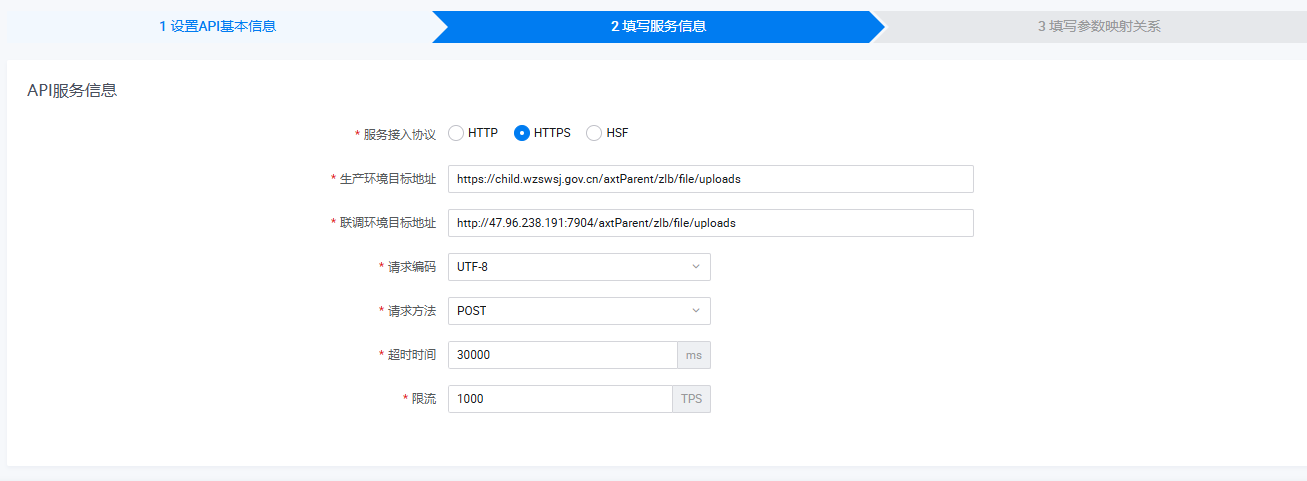 1 设置API基本信息
2 填写服务信息
3 填写参数映射关系
API服务信息
* 服务接入协议 HTTP HTTPS HSF
* 生产环境目标地址 https://child.wzswsj.gov.cn/axtParent/zlb/file/uploads
* 联调环境目标地址 http://47.96.238.191:7904/axtParent/zlb/file/uploads
* 请求编码 UTF-8
* 请求方法 POST
* 超时时间 30000 ms
* 限流 1000 TPS